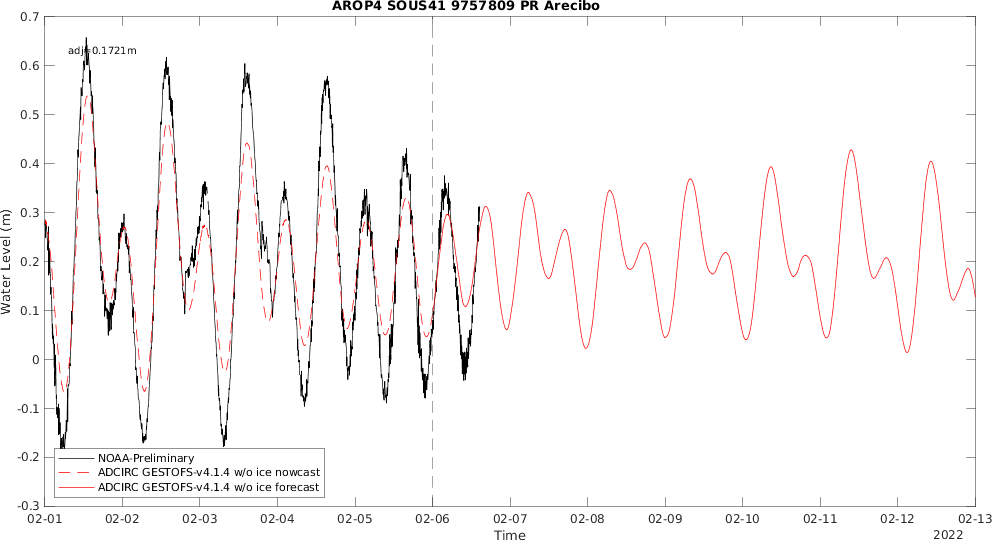 AROP4 SOUS41 9757809 PR Arecibo
adj=0.1721m
Water Level (m)
0.7
0.6
0.5
0.4
0.3
0.2
0.1
0
-0.1
-0.2
-0.3
NOAA-Preliminary
ADCIRC GESTOFS-v4.1.4 w/o ice nowcast
ADCIRC GESTOFS-v4.1.4 w/o ice forecast
02-01 02-02 02-03 02-04 02-05 02-06 02-07 02-08 02-09 02-10 02-11 02-12 02-13
Time
2022